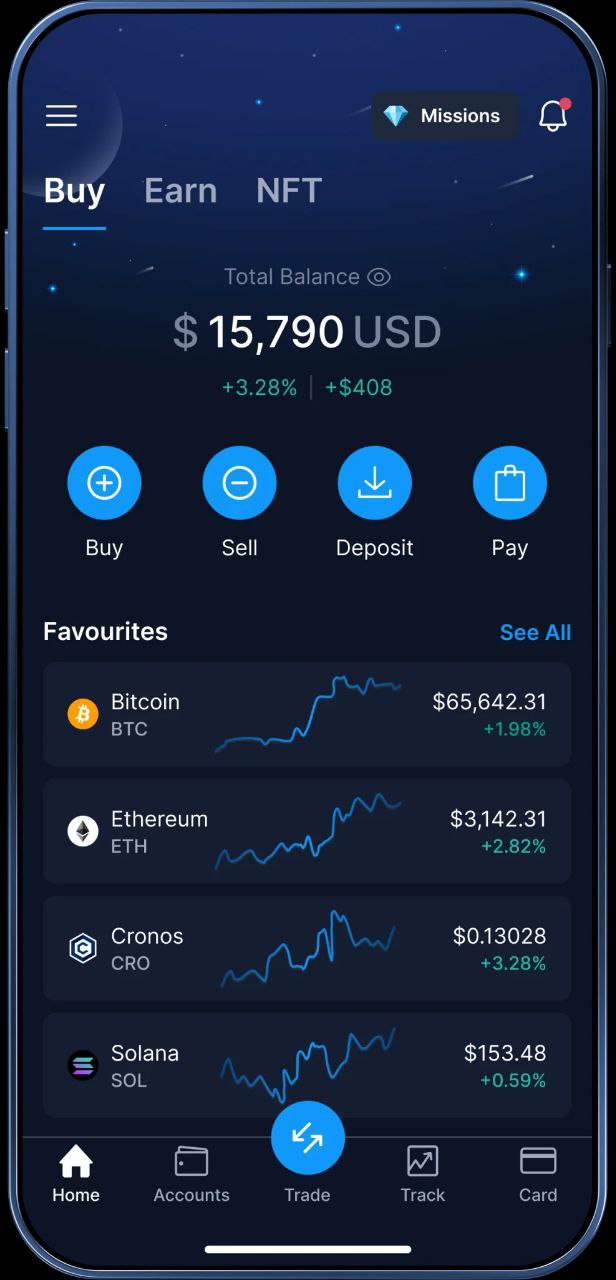 Missions
Buy Earn NFT
Total Balance
$ 15,790 USD
+3.28% | +$408
Buy Sell Deposit Pay
Favourites See All
Bitcoin $65,642.31
BTC +1.98%
Ethereum $3,142.31
ETH +2.82%
Cronos $0.13028
CRO +3.28%
Solana $153.48
SOL +0.59%
Home Accounts Trade Track Card